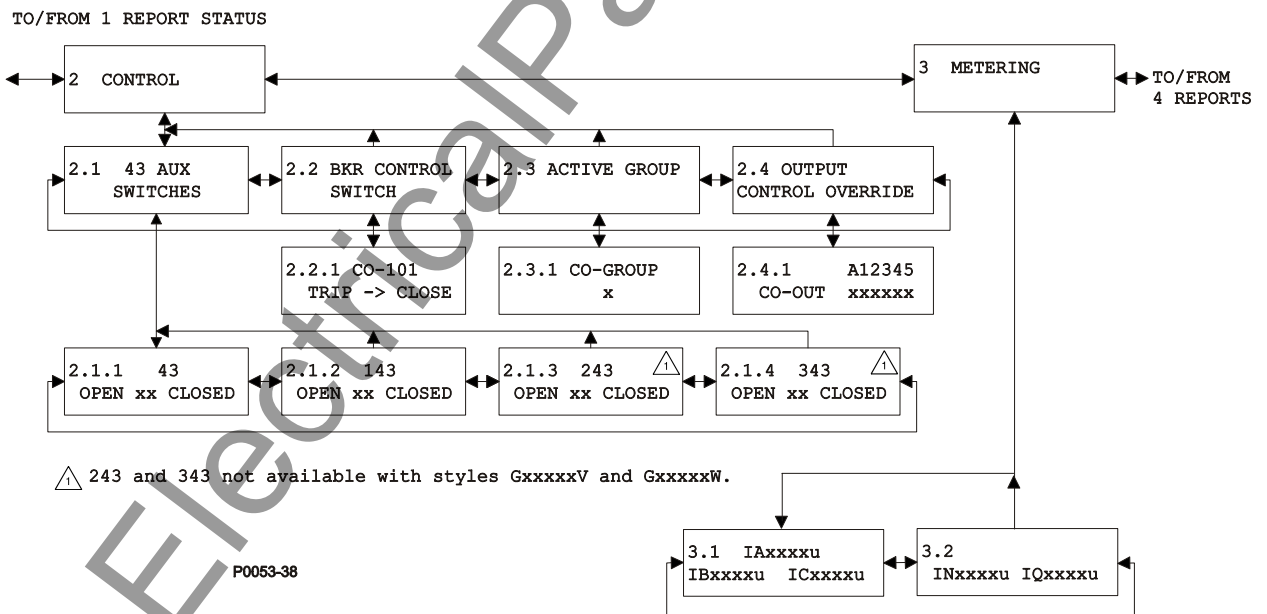 TO/FROM 1 REPORT STATUS
2 CONTROL
3 METERING
TO/FROM
4 REPORTS
2.1 43 AUX
SWITCHES
2.2 BKR CONTROL
SWITCH
2.3 ACTIVE GROUP
2.4 OUTPUT
CONTROL OVERRIDE
2.2.1 CO-101
TRIP -> CLOSE
2.3.1 CO-GROUP
x
2.4.1 A12345
CO-OUT xxxxxx
2.1.1 43
OPEN xx CLOSED
2.1.2 143
OPEN xx CLOSED
2.1.3 243 1
OPEN xx CLOSED
2.1.4 343 1
OPEN xx CLOSED
1 243 and 343 not available with styles GxxxxxV and GxxxxxW.
3.1 IAxxxxu
IBxxxxu ICxxxxu
3.2
INxxxxu IQxxxxu
P0053-38
ElectricalPa